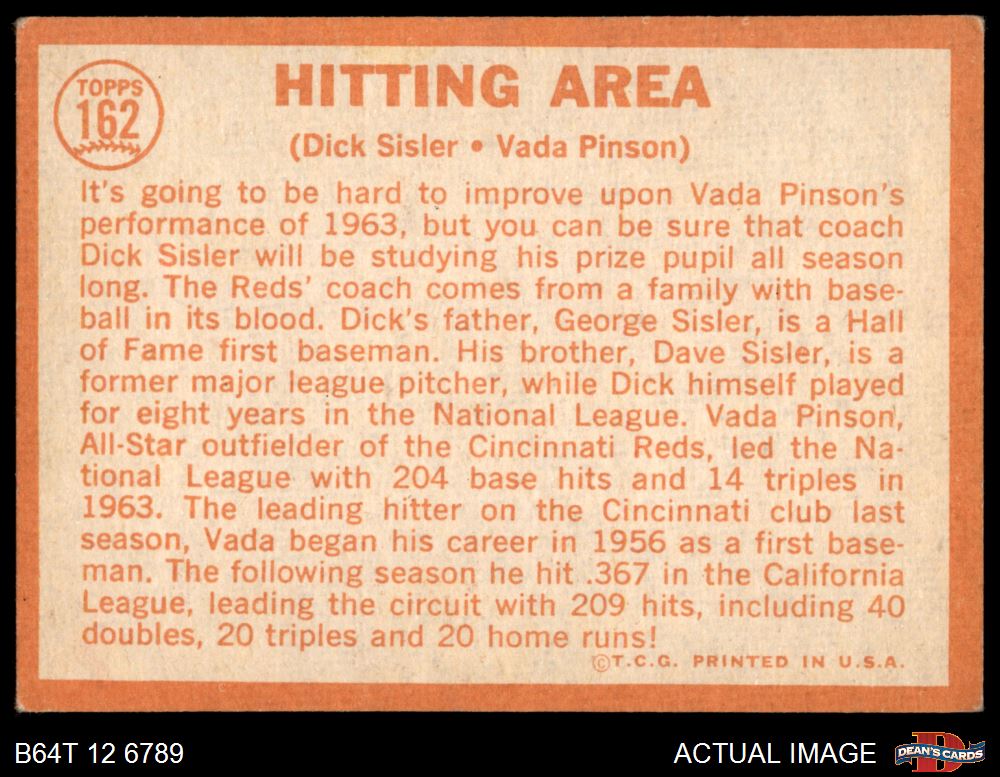 TOPPS
162
HITTING AREA
(Dick Sisler • Vada Pinson)
It's going to be hard to improve upon Vada Pinson's
performance of 1963, but you can be sure that coach
Dick Sisler will be studying his prize pupil all season
long. The Reds' coach comes from a family with base-
ball in its blood. Dick's father, George Sisler, is a Hall
of Fame first baseman. His brother, Dave Sisler, is a
former major league pitcher, while Dick himself played
for eight years in the National League. Vada Pinson,
All-Star outfielder of the Cincinnati Reds, led the Na-
tional League with 204 base hits and 14 triples in
1963. The leading hitter on the Cincinnati club last
season, Vada began his career in 1956 as a first base-
man. The following season he hit .367 in the California
League, leading the circuit with 209 hits, including 40
doubles, 20 triples and 20 home runs!
©T.C.G. PRINTED IN U.S.A.
B64T 12 6789
ACTUAL IMAGE
D
DEAN'S CARDS